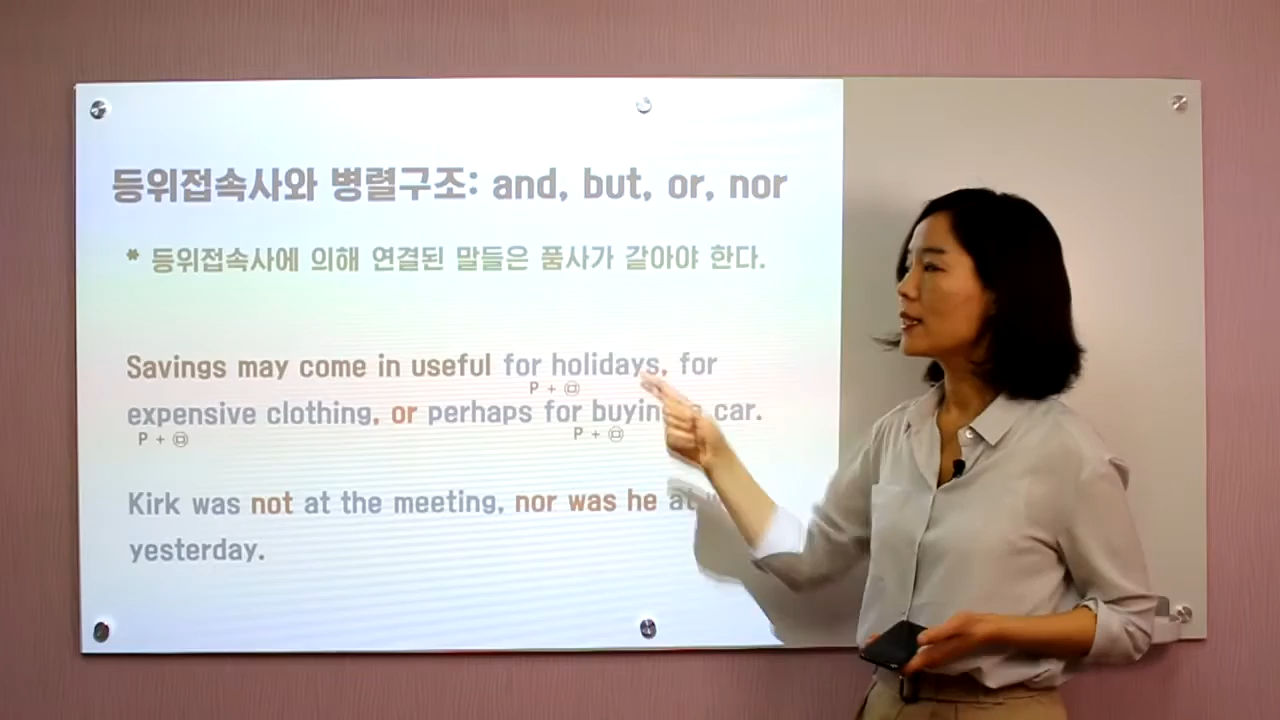 등위접속사와 병렬구조: and, but, or, nor
* 등위접속사에 의해 연결된 말들은 품사가 같아야 한다.
Savings may come in useful for holidays, for
P + ㉤
expensive clothing, or perhaps for buying a car.
P + ㉤ P + ㉤
Kirk was not at the meeting, nor was he at
yesterday.